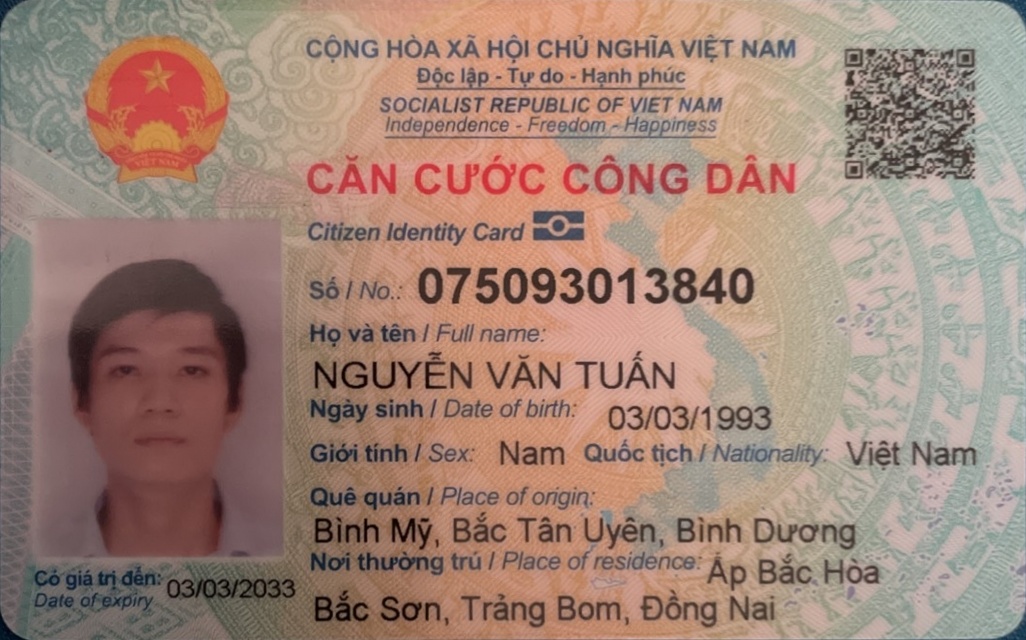 CỘNG HÒA XÃ HỘI CHỦ NGHĨA VIỆT NAM
Độc lập - Tự do - Hạnh phúc
SOCIALIST REPUBLIC OF VIET NAM
Independence - Freedom - Happiness
CĂN CƯỚC CÔNG DÂN
Citizen Identity Card
Số / No.: 075093013840
Họ và tên / Full name:
NGUYỄN VĂN TUẤN
Ngày sinh / Date of birth: 03/03/1993
Giới tính / Sex: Nam Quốc tịch / Nationality: Việt Nam
Quê quán / Place of origin:
Bình Mỹ, Bắc Tân Uyên, Bình Dương
Nơi thường trú / Place of residence: Ấp Bắc Hòa
Bắc Sơn, Trảng Bom, Đồng Nai
Có giá trị đến: 03/03/2033
Date of expiry
VIỆT NAM